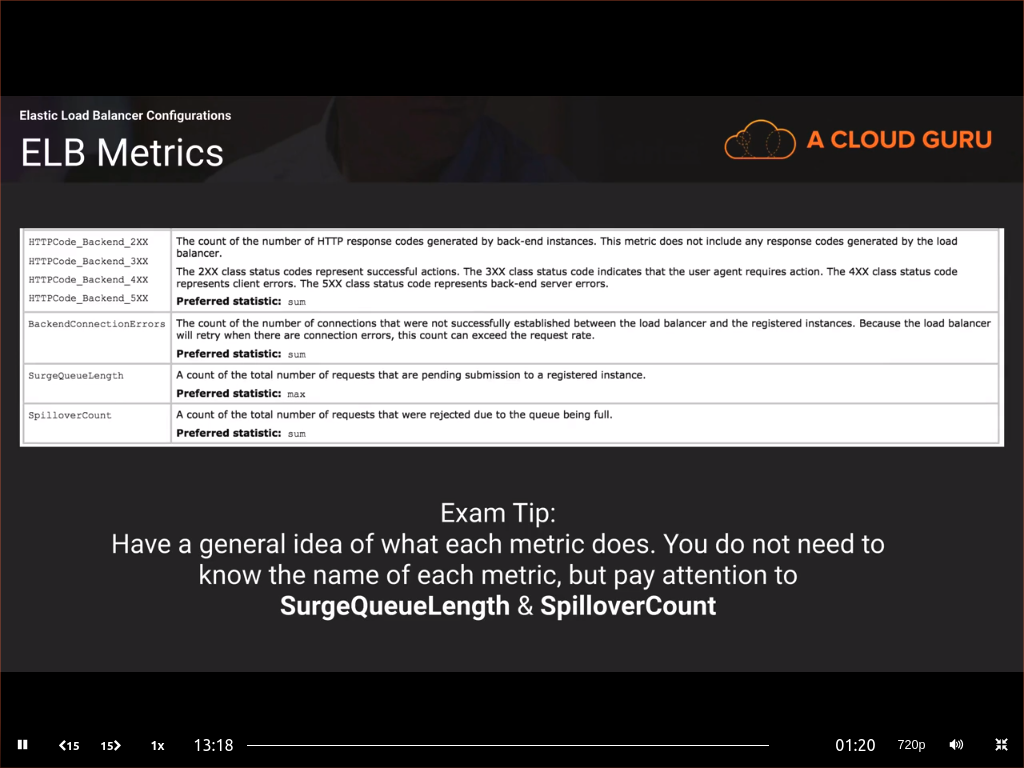 Elastic Load Balancer Configurations
ELB Metrics
A CLOUD GURU
HTTPCode_Backend_2XX
HTTPCode_Backend_3XX
HTTPCode_Backend_4XX
HTTPCode_Backend_5XX
The count of the number of HTTP response codes generated by back-end instances. This metric does not include any response codes generated by the load
balancer.
The 2XX class status codes represent successful actions. The 3XX class status code indicates that the user agent requires action. The 4XX class status code
represents client errors. The 5XX class status code represents back-end server errors.
Preferred statistic: sum
BackendConnectionErrors
The count of the number of connections that were not successfully established between the load balancer and the registered instances. Because the load balancer
will retry when there are connection errors, this count can exceed the request rate.
Preferred statistic: sum
SurgeQueueLength
A count of the total number of requests that are pending submission to a registered instance.
Preferred statistic: max
SpilloverCount
A count of the total number of requests that were rejected due to the queue being full.
Preferred statistic: sum
Exam Tip:
Have a general idea of what each metric does. You do not need to
know the name of each metric, but pay attention to
SurgeQueueLength & SpilloverCount
15 15 1x 13:18 01:20 720p